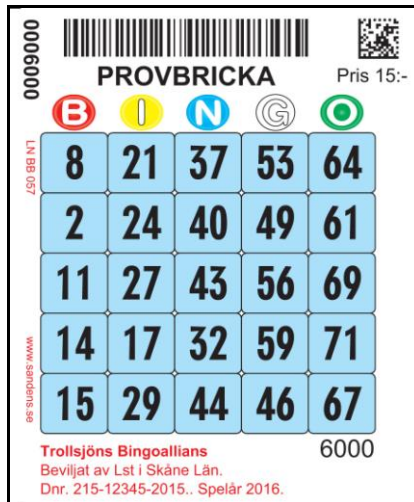 0006000
PROVBRICKA
Pris 15:-
B I N G O
LN BB 057
8 21 37 53 64
2 24 40 49 61
11 27 43 56 69
14 17 32 59 71
15 29 44 46 67
www.sandens.se
Trollsjöns Bingoallians
6000
Beviljat av Lst i Skåne Län.
Dnr. 215-12345-2015.. Spelår 2016.